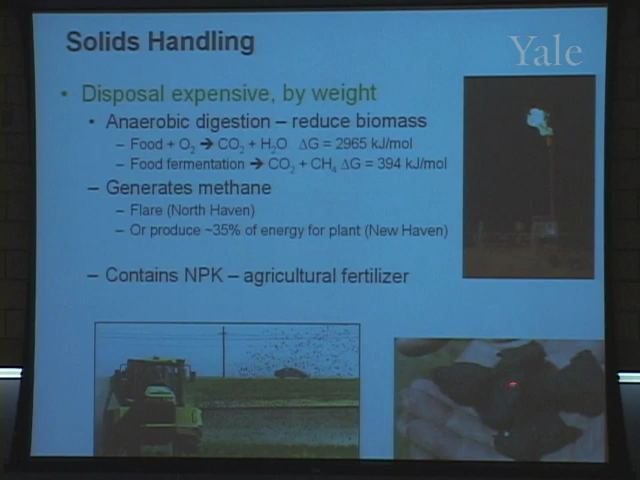 Solids Handling
Yale
• Disposal expensive, by weight
• Anaerobic digestion – reduce biomass
– Food + O₂ ➔ CO₂ + H₂O ΔG = 2965 kJ/mol
– Food fermentation ➔ CO₂ + CH₄ ΔG = 394 kJ/mol
– Generates methane
– Flare (North Haven)
– Or produce ~35% of energy for plant (New Haven)
– Contains NPK – agricultural fertilizer